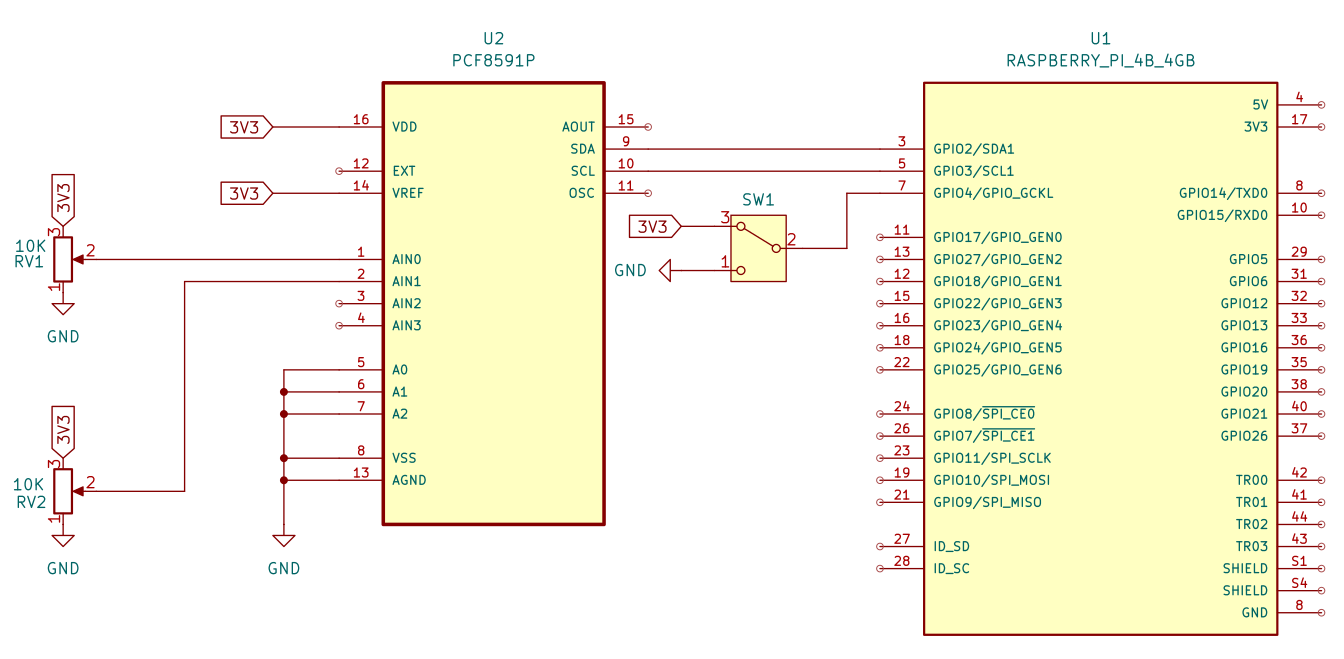 U2
PCF8591P
U1
RASPBERRY_PI_4B_4GB
3V3
16 VDD
12 EXT
3V3
14 VREF
1 AIN0
2 AIN1
3 AIN2
4 AIN3
5 A0
6 A1
7 A2
8 VSS
13 AGND
AOUT 15
SDA 9
SCL 10
OSC 11
3V3
3
10K
RV1
2
1
GND
3V3
3
10K
RV2
2
1
GND
GND
SW1
3V3
3
2
GND
1
3 GPIO2/SDA1
5 GPIO3/SCL1
7 GPIO4/GPIO_GCKL
11 GPIO17/GPIO_GEN0
13 GPIO27/GPIO_GEN2
12 GPIO18/GPIO_GEN1
15 GPIO22/GPIO_GEN3
16 GPIO23/GPIO_GEN4
18 GPIO24/GPIO_GEN5
22 GPIO25/GPIO_GEN6
24 GPIO8/SPI_CE0
26 GPIO7/SPI_CE1
23 GPIO11/SPI_SCLK
19 GPIO10/SPI_MOSI
21 GPIO9/SPI_MISO
27 ID_SD
28 ID_SC
5V 4
3V3 17
GPIO14/TXD0 8
GPIO15/RXD0 10
GPIO5 29
GPIO6 31
GPIO12 32
GPIO13 33
GPIO16 36
GPIO19 35
GPIO20 38
GPIO21 40
GPIO26 37
TR00 42
TR01 41
TR02 44
TR03 43
SHIELD S1
SHIELD S4
GND 8